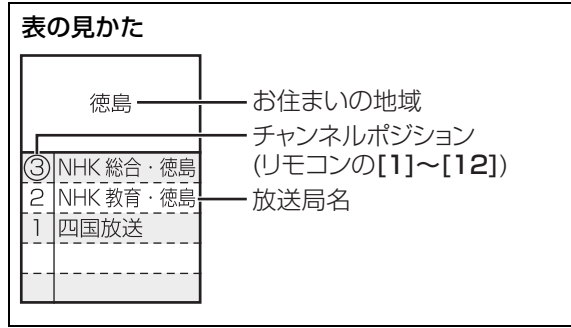 表の見かた
徳島
お住まいの地域
チャンネルポジション
(リモコンの[1]~[12])
③ NHK 総合・徳島
2 NHK 教育・徳島
放送局名
1 四国放送